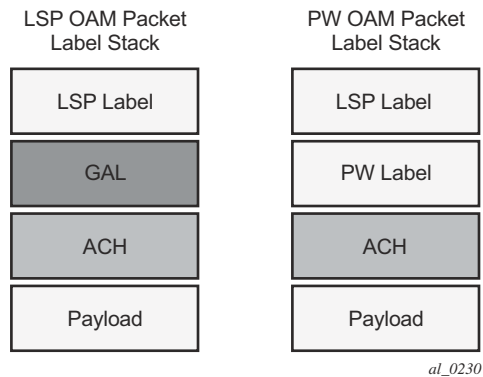 LSP OAM Packet
Label Stack
LSP Label
GAL
ACH
Payload
PW OAM Packet
Label Stack
LSP Label
PW Label
ACH
Payload
al_0230